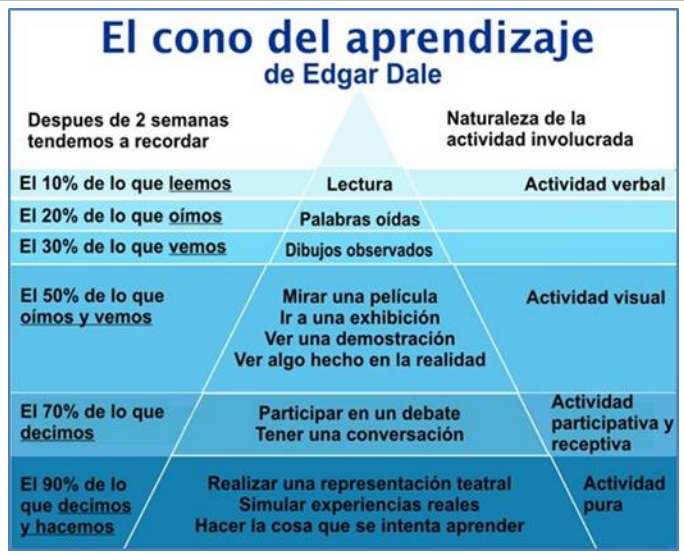 El cono del aprendizaje
de Edgar Dale
Despues de 2 semanas
tendemos a recordar
Naturaleza de la
actividad involucrada
El 10% de lo que leemos
Lectura
Actividad verbal
El 20% de lo que oímos
Palabras oídas
El 30% de lo que vemos
Dibujos observados
El 50% de lo que
oímos y vemos
Mirar una película
Ir a una exhibición
Ver una demostración
Ver algo hecho en la realidad
Actividad visual
El 70% de lo que
decimos
Participar en un debate
Tener una conversación
Actividad
participativa y
receptiva
El 90% de lo
que decimos
y hacemos
Realizar una representación teatral
Simular experiencias reales
Hacer la cosa que se intenta aprender
Actividad
pura